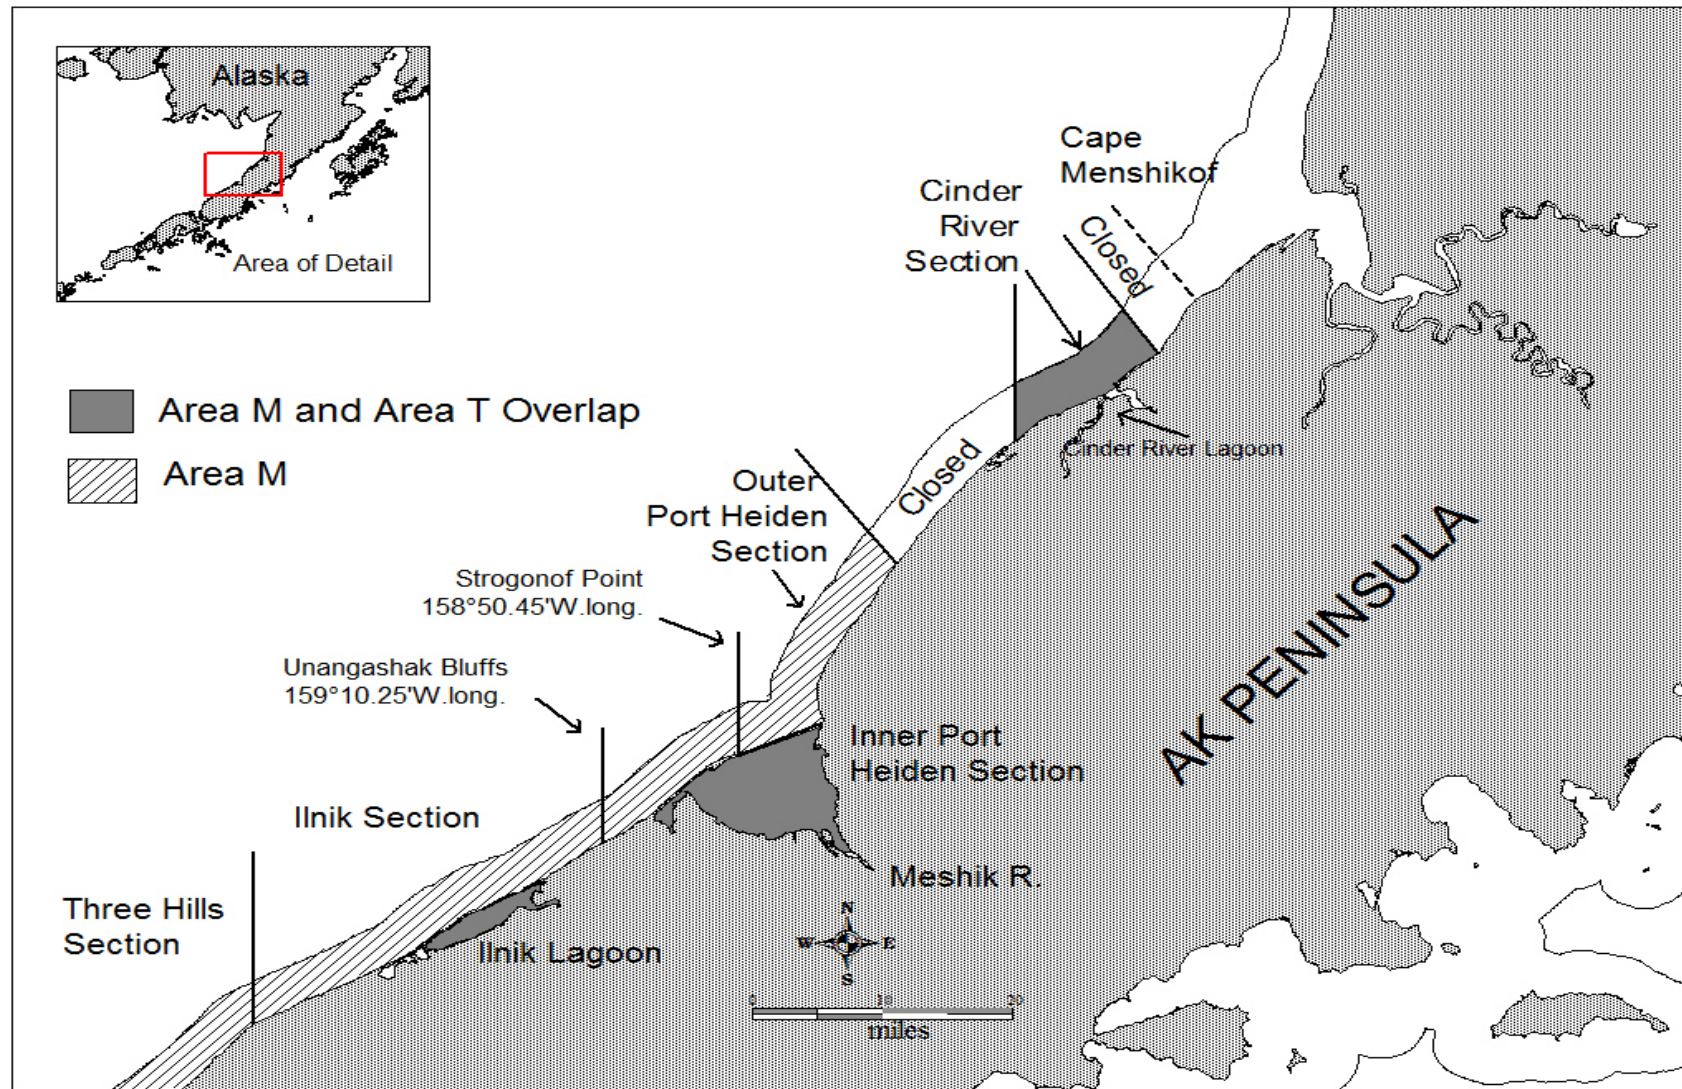 Alaska
Area of Detail
Cape
Menshikof
Cinder
River
Section
Closed
Area M and Area T Overlap
Area M
Cinder River Lagoon
Closed
Outer
Port Heiden
Section
Strogonof Point
158°50.45'W.long.
Unangashak Bluffs
159°10.25'W.long.
AK PENINSULA
Inner Port
Heiden Section
Ilnik Section
Meshik R.
Three Hills
Section
Ilnik Lagoon
N
W E
S
0 10 20
miles